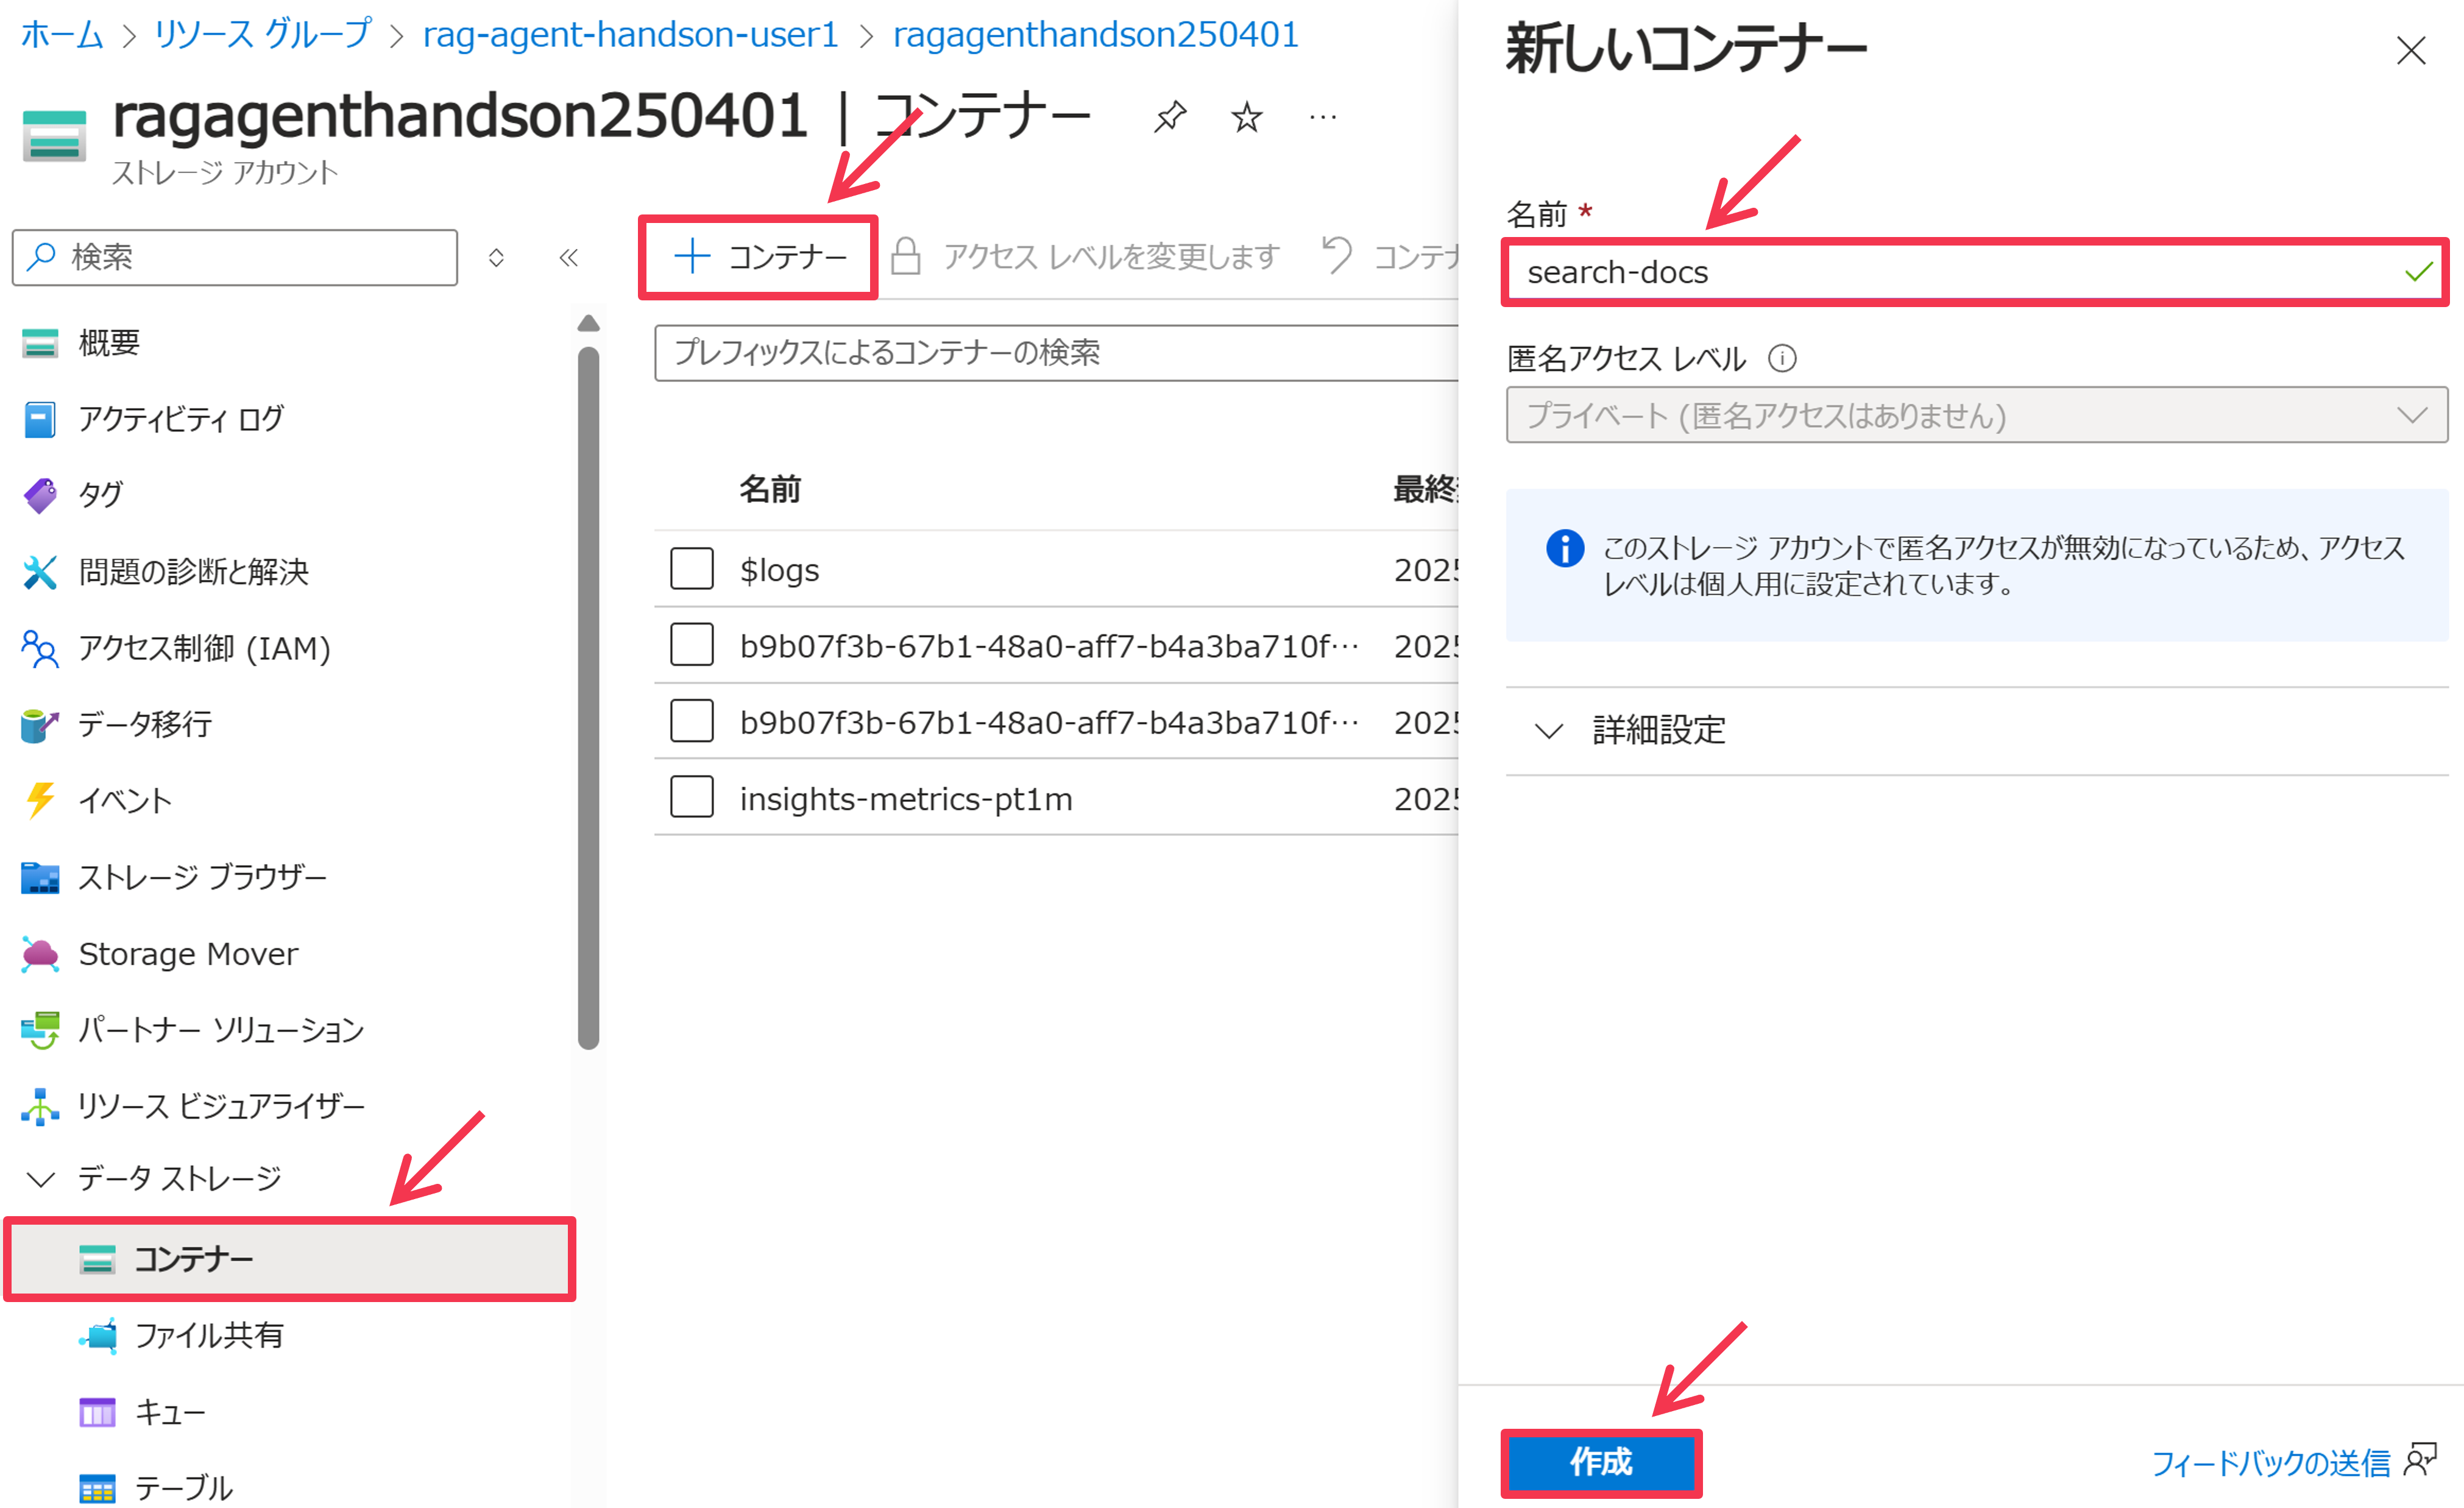 ホーム > リソース グループ > rag-agent-handson-user1 > ragagenthandson250401
ragagenthandson250401 | コンテナー
ストレージ アカウント
検索
概要
アクティビティ ログ
タグ
問題の診断と解決
アクセス制御 (IAM)
データ移行
イベント
ストレージ ブラウザー
Storage Mover
パートナー ソリューション
リソース ビジュアライザー
データ ストレージ
コンテナー
ファイル共有
キュー
テーブル
コンテナー
アクセス レベルを変更します
コンテナ
プレフィックスによるコンテナーの検索
名前 最終
$logs 2025
b9b07f3b-67b1-48a0-aff7-b4a3ba710f… 2025
b9b07f3b-67b1-48a0-aff7-b4a3ba710f… 2025
insights-metrics-pt1m 2025
新しいコンテナー
名前 *
search-docs
匿名アクセス レベル
プライベート (匿名アクセスはありません)
このストレージ アカウントで匿名アクセスが無効になっているため、アクセス
レベルは個人用に設定されています。
詳細設定
作成
フィードバックの送信